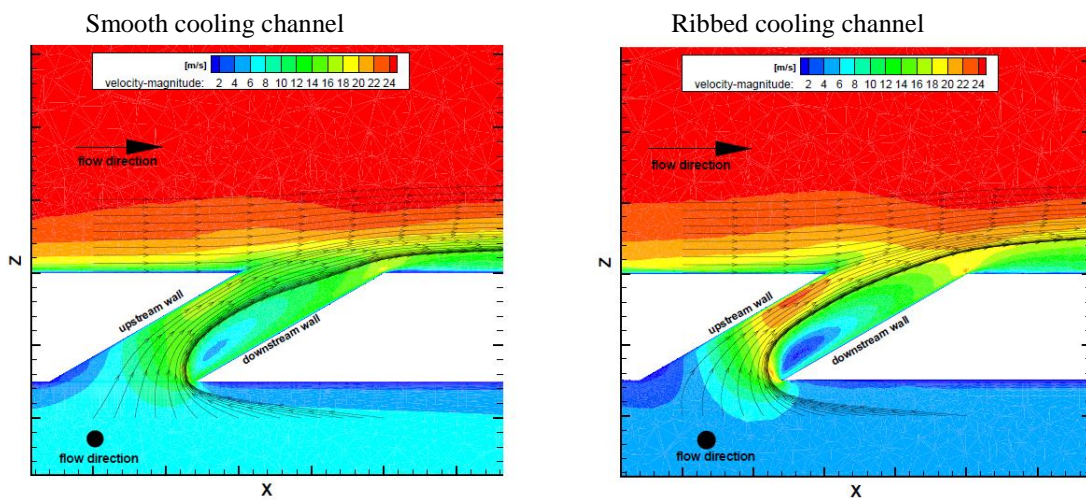 Smooth cooling channel
[m/s]
velocity-magnitude: 2 4 6 8 10 12 14 16 18 20 22 24
flow direction
Z
upstream wall
downstream wall
flow direction
X
Ribbed cooling channel
[m/s]
velocity-magnitude: 2 4 6 8 10 12 14 16 18 20 22 24
flow direction
Z
upstream wall
downstream wall
flow direction
X